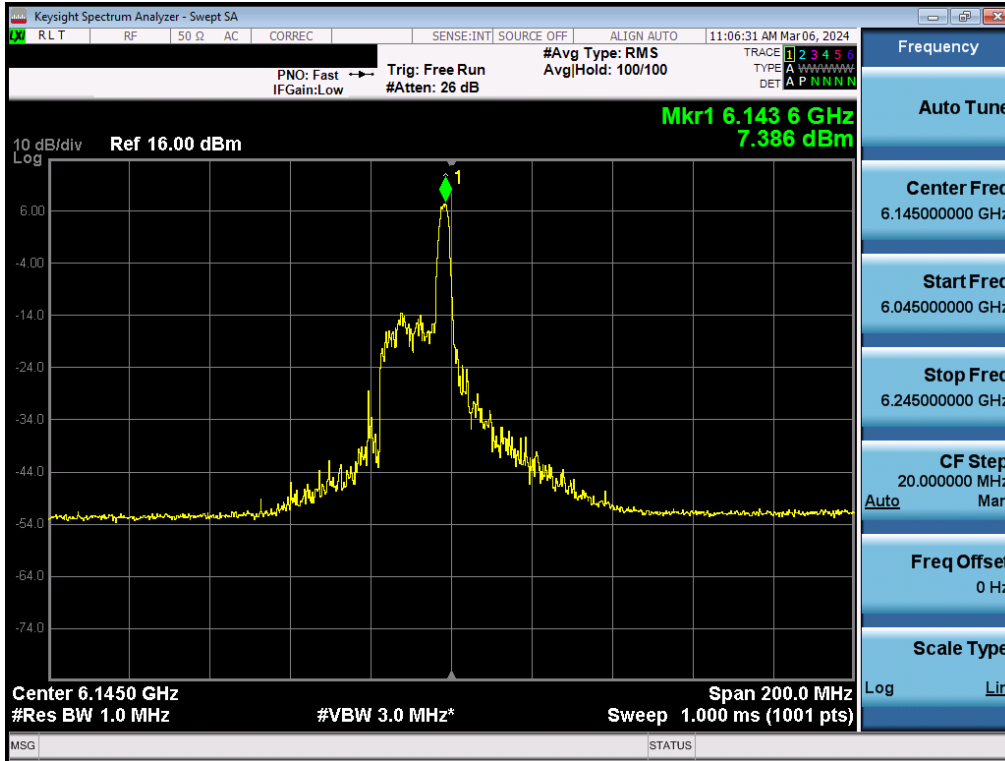 Keysight Spectrum Analyzer - Swept SA
LXI RLT RF 50 Ω AC CORREC SENSE:INT SOURCE OFF ALIGN AUTO 11:06:31 AM Mar 06, 2024
PNO: Fast Trig: Free Run #Avg Type: RMS TRACE 1 2 3 4 5 6
IFGain:Low #Atten: 26 dB Avg|Hold: 100/100 TYPE A WWWWW
DET A P N N N N
Mkr1 6.143 6 GHz
7.386 dBm
10 dB/div Ref 16.00 dBm
Log
1
6.00
-4.00
-14.0
-24.0
-34.0
-44.0
-54.0
-64.0
-74.0
Center 6.1450 GHz Span 200.0 MHz
#Res BW 1.0 MHz #VBW 3.0 MHz* Sweep 1.000 ms (1001 pts)
MSG STATUS
Frequency
Auto Tune
Center Freq
6.145000000 GHz
Start Freq
6.045000000 GHz
Stop Freq
6.245000000 GHz
CF Step
20.000000 MHz
Auto Man
Freq Offset
0 Hz
Scale Type
Log Lin